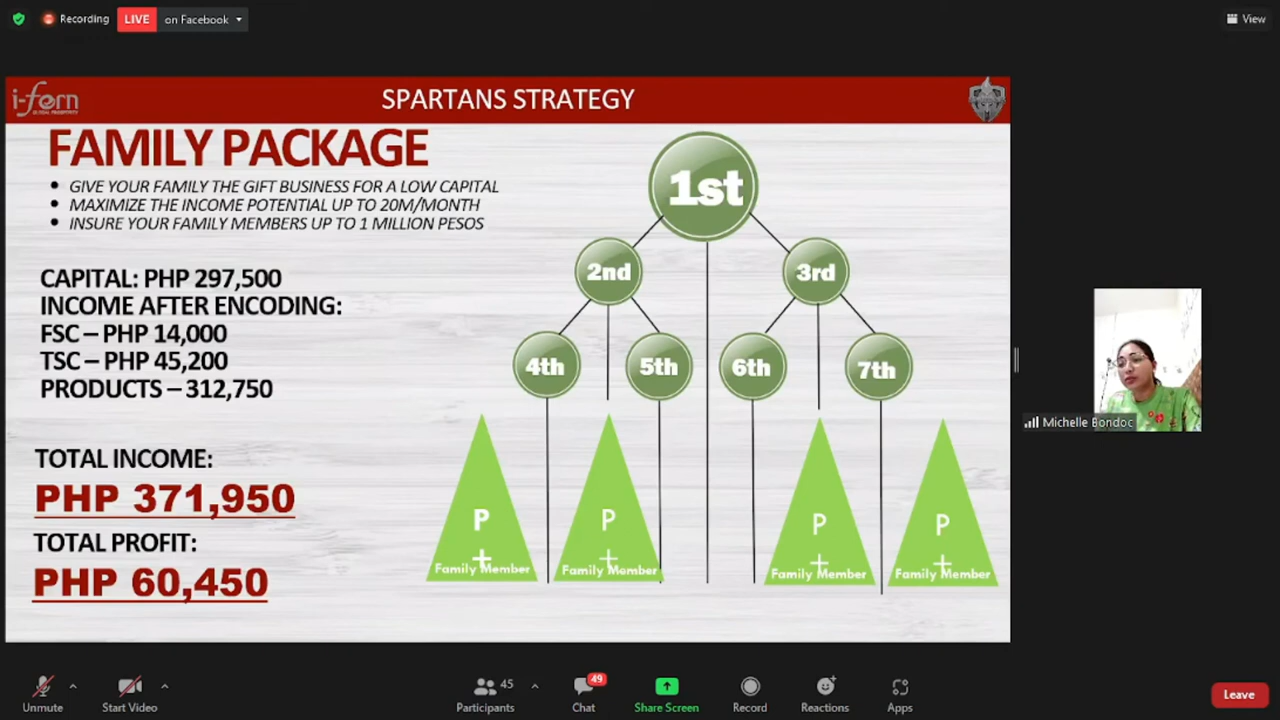 Recording
LIVE on Facebook
View
i-fern
SPARTANS STRATEGY
FAMILY PACKAGE
• GIVE YOUR FAMILY THE GIFT BUSINESS FOR A LOW CAPITAL
• MAXIMIZE THE INCOME POTENTIAL UP TO 20M/MONTH
• INSURE YOUR FAMILY MEMBERS UP TO 1 MILLION PESOS
CAPITAL: PHP 297,500
INCOME AFTER ENCODING:
FSC – PHP 14,000
TSC – PHP 45,200
PRODUCTS – 312,750
TOTAL INCOME:
PHP 371,950
TOTAL PROFIT:
PHP 60,450
1st
2nd
3rd
4th
5th
6th
7th
P
+
Family Member
P
+
Family Member
P
+
Family Member
P
+
Family Member
Michelle Bondoc
Unmute
Start Video
45
Participants
49
Chat
Share Screen
Record
Reactions
Apps
Leave